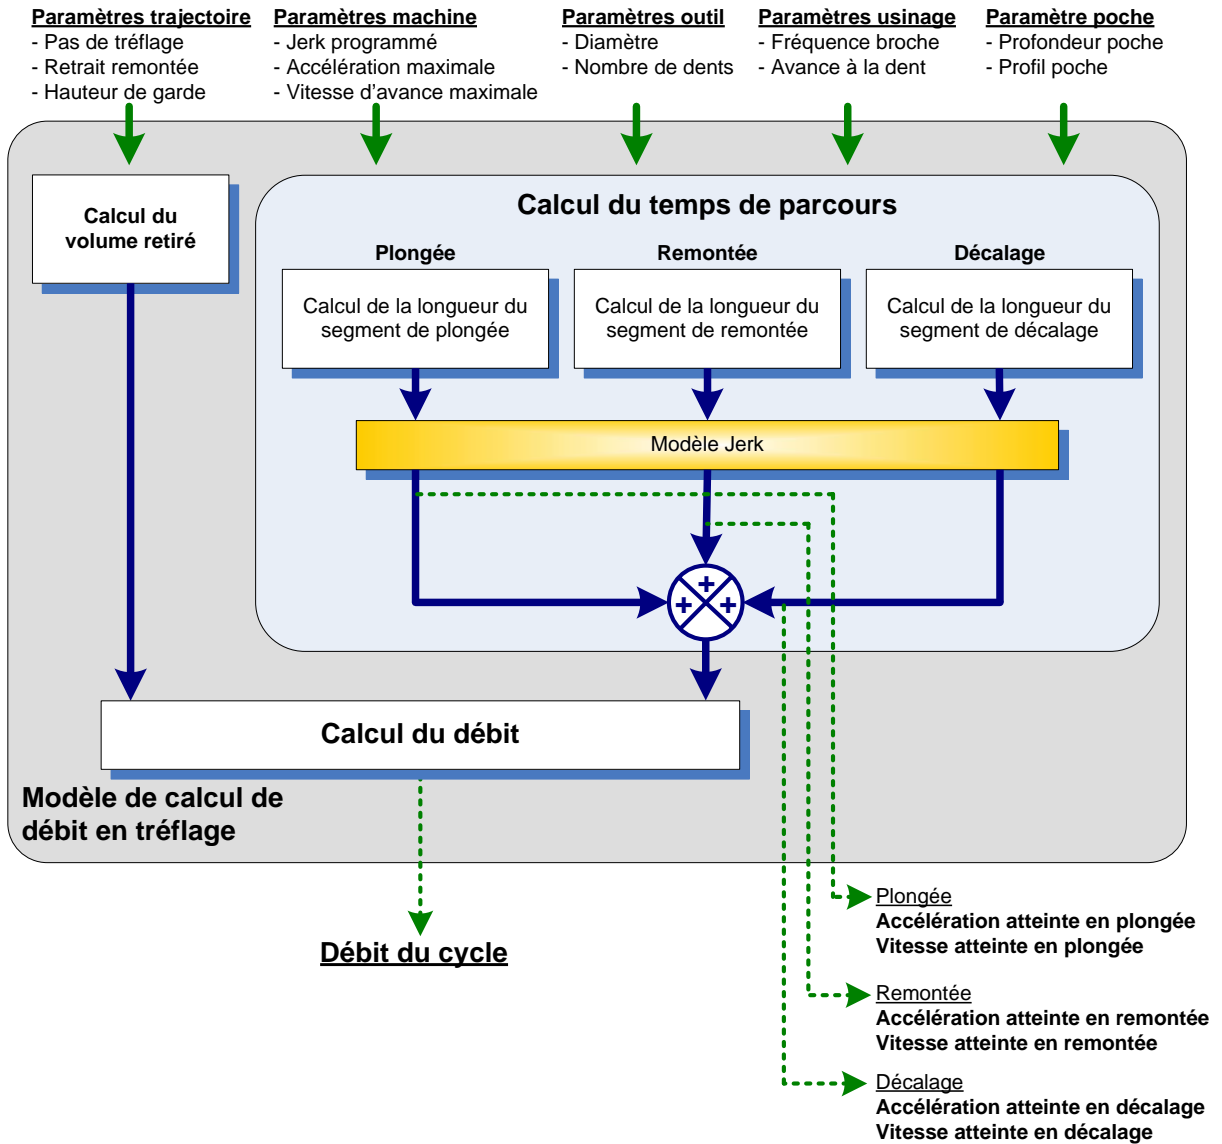 Paramètres trajectoire
- Pas de tréflage
- Retrait remontée
- Hauteur de garde
Paramètres machine
- Jerk programmé
- Accélération maximale
- Vitesse d'avance maximale
Paramètres outil
- Diamètre
- Nombre de dents
Paramètres usinage
- Fréquence broche
- Avance à la dent
Paramètre poche
- Profondeur poche
- Profil poche
Calcul du
volume retiré
Calcul du temps de parcours
Plongée
Calcul de la longueur du
segment de plongée
Remontée
Calcul de la longueur du
segment de remontée
Décalage
Calcul de la longueur du
segment de décalage
Modèle Jerk
+
+ +
Calcul du débit
Modèle de calcul de
débit en tréflage
Débit du cycle
Plongée
Accélération atteinte en plongée
Vitesse atteinte en plongée
Remontée
Accélération atteinte en remontée
Vitesse atteinte en remontée
Décalage
Accélération atteinte en décalage
Vitesse atteinte en décalage